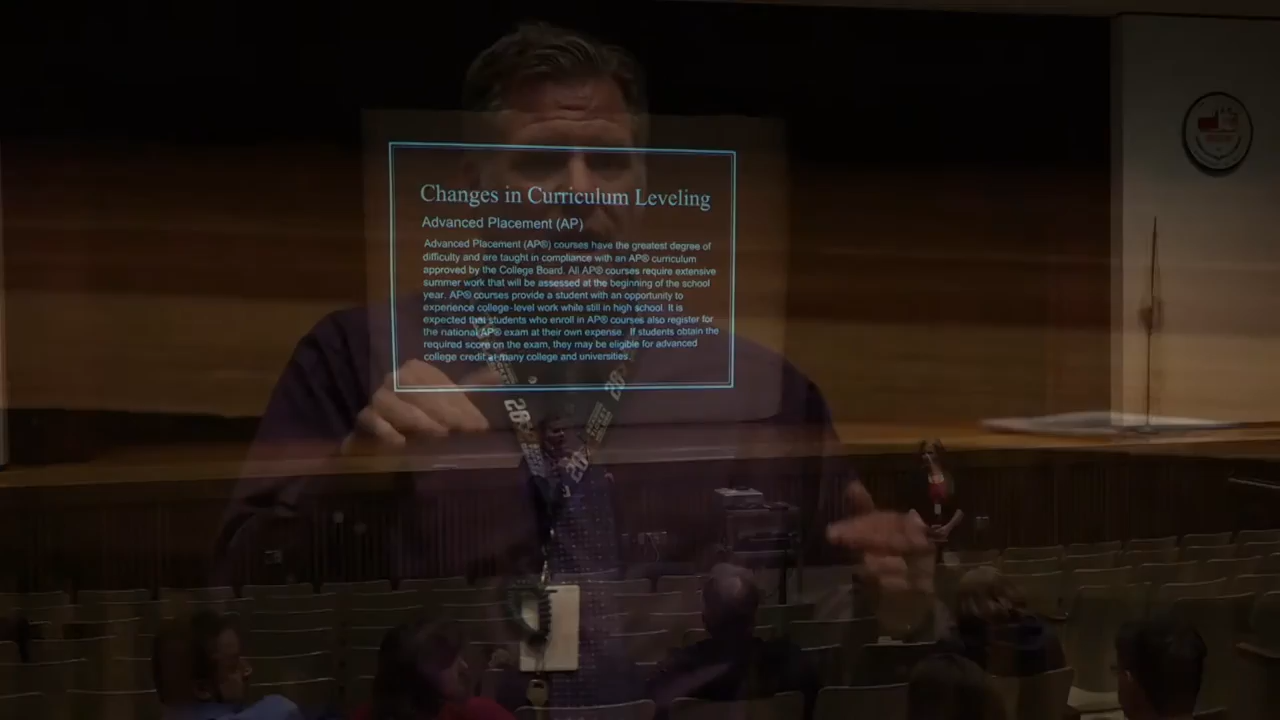 Changes in Curriculum Leveling
Advanced Placement (AP)
Advanced Placement (AP®) courses have the greatest degree of
difficulty and are taught in compliance with an AP® curriculum
approved by the College Board. All AP® courses require extensive
summer work that will be assessed at the beginning of the school
year. AP® courses provide a student with an opportunity to
experience college-level work while still in high school. It is
expected that students who enroll in AP® courses also register for
the national AP® exam at their own expense. If students obtain the
required score on the exam, they may be eligible for advanced
college credit at many college and universities.